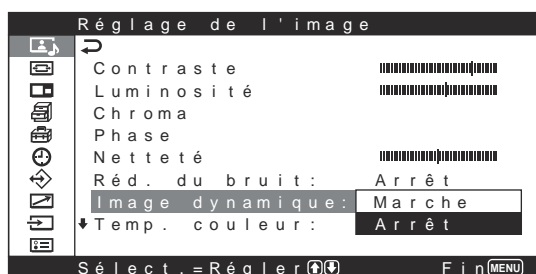 Réglage de l'image
Contraste
Luminosité
Chroma
Phase
Netteté
Réd. du bruit: Arrêt
Image dynamique: Marche
Temp. couleur: Arrêt
Sélect.=Régler Fin MENU